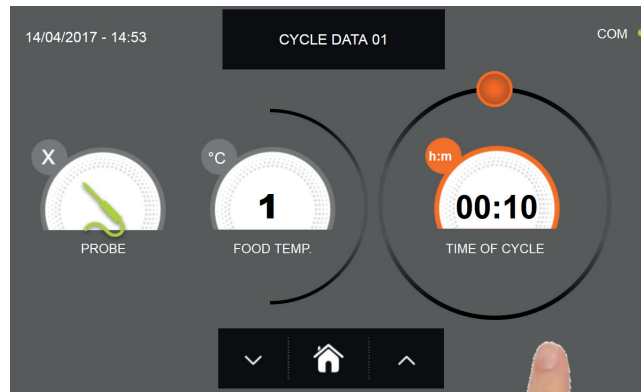 14/04/2017 - 14:53
CYCLE DATA 01
COM
X
°C
h:m
1
00:10
PROBE
FOOD TEMP.
TIME OF CYCLE